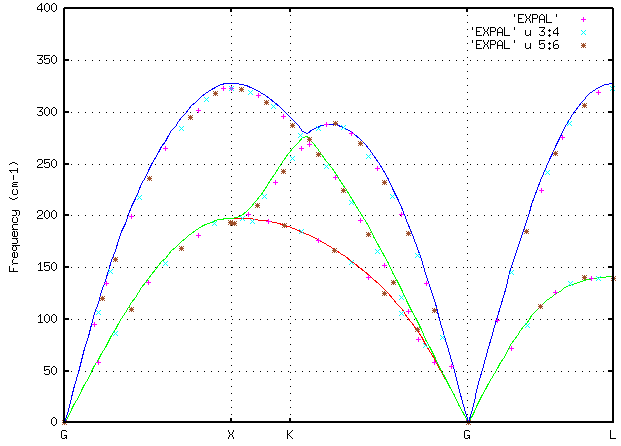 400
350
300
250
200
150
100
50
0
Frequency (cm-1)
'EXPAL'
'EXPAL' u 3:4
'EXPAL' u 5:6
G X K G L